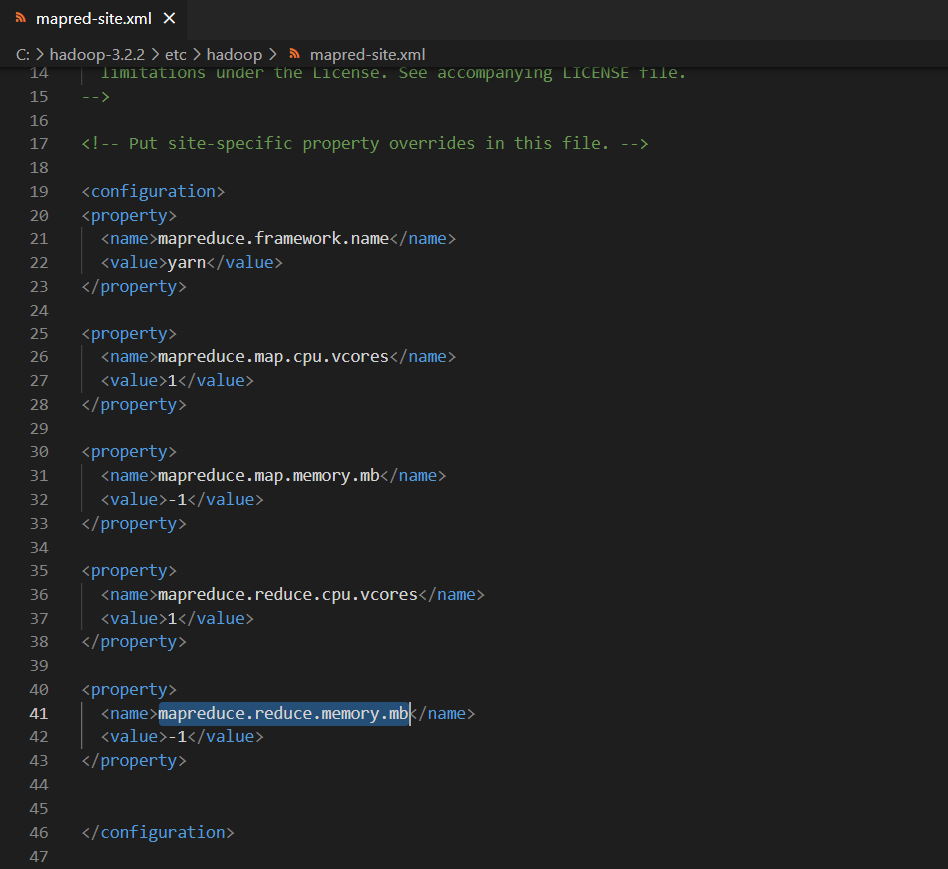 mapred-site.xml ✕
C: > hadoop-3.2.2 > etc > hadoop > mapred-site.xml
14 limitations under the License. See accompanying LICENSE file.
15 -->
16
17 <!-- Put site-specific property overrides in this file. -->
18
19 <configuration>
20 <property>
21   <name>mapreduce.framework.name</name>
22   <value>yarn</value>
23 </property>
24
25 <property>
26   <name>mapreduce.map.cpu.vcores</name>
27   <value>1</value>
28 </property>
29
30 <property>
31   <name>mapreduce.map.memory.mb</name>
32   <value>-1</value>
33 </property>
34
35 <property>
36   <name>mapreduce.reduce.cpu.vcores</name>
37   <value>1</value>
38 </property>
39
40 <property>
41   <name>mapreduce.reduce.memory.mb</name>
42   <value>-1</value>
43 </property>
44
45
46 </configuration>
47